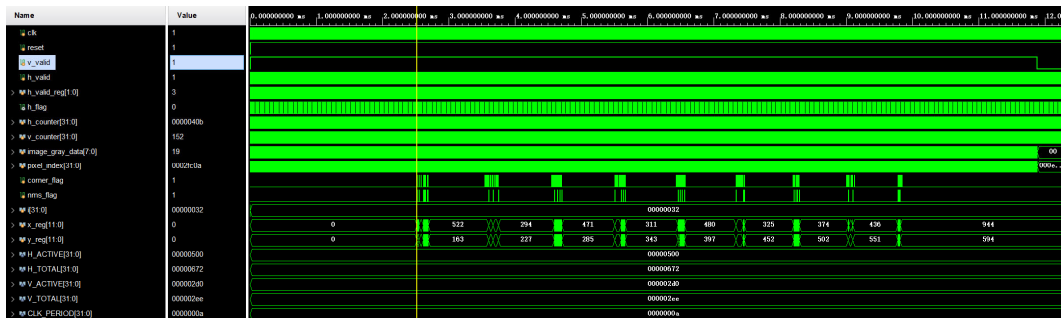 Name Value 0.000000000 ms 1.000000000 ms 2.000000000 ms 3.000000000 ms 4.000000000 ms 5.000000000 ms 6.000000000 ms 7.000000000 ms 8.000000000 ms 9.000000000 ms 10.000000000 ms 11.000000000 ms 12.0
clk 1
reset 1
v_valid 1
h_valid 1
h_valid_reg[1:0] 3
h_flag 0
h_counter[31:0] 0000040b
v_counter[31:0] 152
image_gray_data[7:0] 19 00
pixel_index[31:0] 0002fc0a 000e..
corner_flag 1
nms_flag 1
i[31:0] 00000032 00000032
x_reg[11:0] 0 0 522 294 471 311 480 325 374 436 944
y_reg[11:0] 0 0 163 227 285 343 397 452 502 551 594
H_ACTIVE[31:0] 00000500 00000500
H_TOTAL[31:0] 00000672 00000672
V_ACTIVE[31:0] 000002d0 000002d0
V_TOTAL[31:0] 000002ee 000002ee
CLK_PERIOD[31:0] 0000000a 0000000a